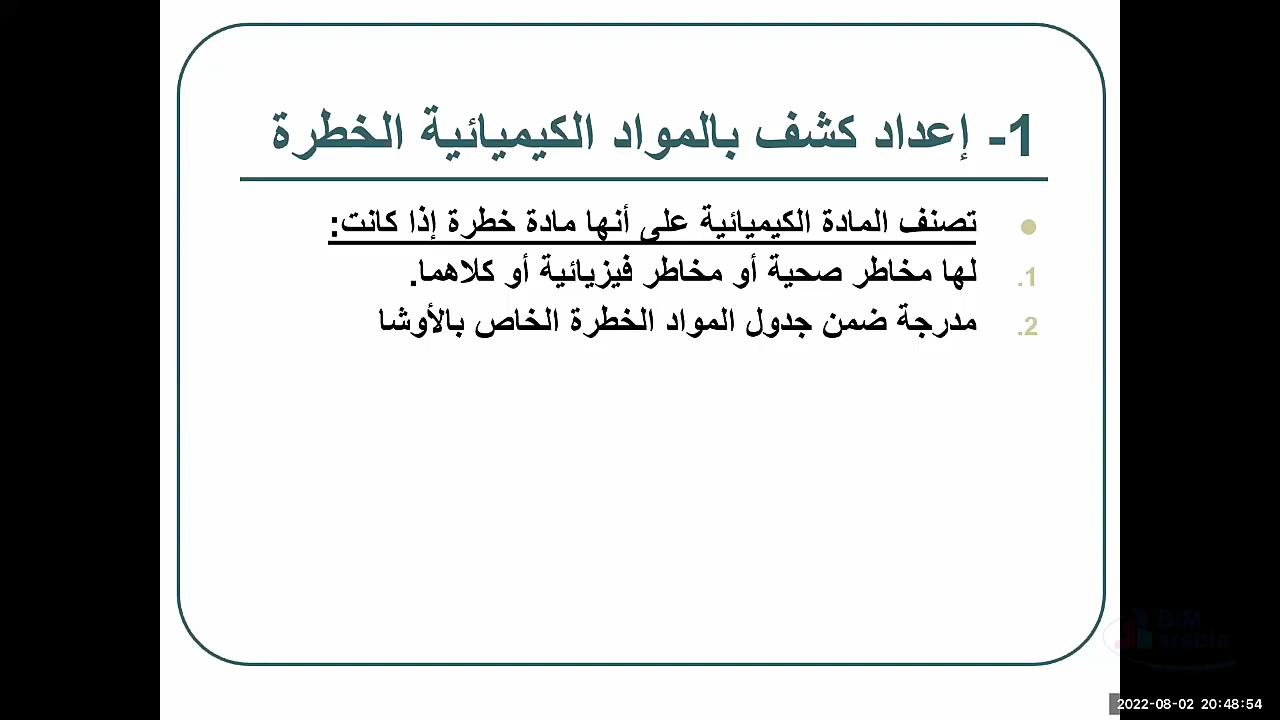 1- إعداد كشف بالمواد الكيميائية الخطرة
● تصنف المادة الكيميائية على أنها مادة خطرة إذا كانت:
1. لها مخاطر صحية أو مخاطر فيزيائية أو كلاهما.
2. مدرجة ضمن جدول المواد الخطرة الخاص بالأوشا
BIM
arabia
2022-08-02 20:48:54